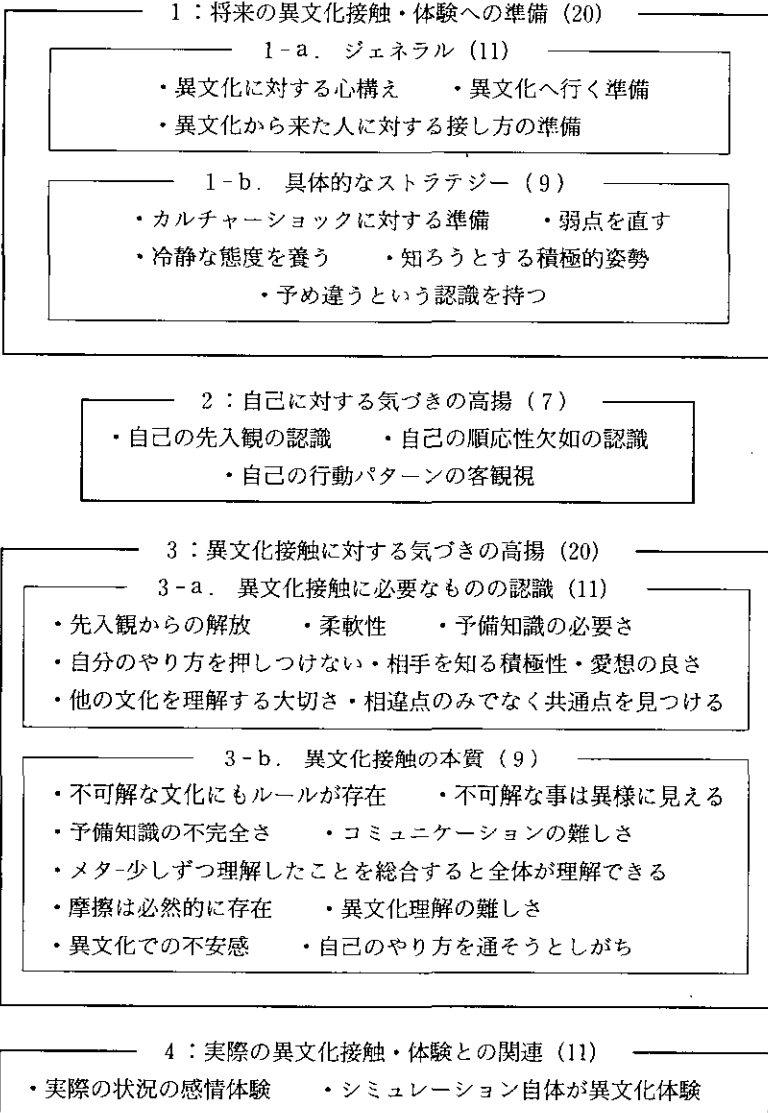 1：将来の異文化接触・体験への準備 (20)
1-a． ジェネラル (11)
・異文化に対する心構え ・異文化へ行く準備
・異文化から来た人に対する接し方の準備
1-b． 具体的なストラテジー (9)
・カルチャーショックに対する準備 ・弱点を直す
・冷静な態度を養う ・知ろうとする積極的姿勢
・予め違うという認識を持つ
2：自己に対する気づきの高揚 (7)
・自己の先入観の認識 ・自己の順応性欠如の認識
・自己の行動パターンの客観視
3：異文化接触に対する気づきの高揚 (20)
3-a． 異文化接触に必要なものの認識 (11)
・先入観からの解放 ・柔軟性 ・予備知識の必要さ
・自分のやり方を押しつけない・相手を知る積極性・愛想の良さ
・他の文化を理解する大切さ・相違点のみでなく共通点を見つける
3-b． 異文化接触の本質 (9)
・不可解な文化にもルールが存在 ・不可解な事は異様に見える
・予備知識の不完全さ ・コミュニケーションの難しさ
・メタ-少しずつ理解したことを総合すると全体が理解できる
・摩擦は必然的に存在 ・異文化理解の難しさ
・異文化での不安感 ・自己のやり方を通そうとしがち
4：実際の異文化接触・体験との関連 (11)
・実際の状況の感情体験 ・シミュレーション自体が異文化体験